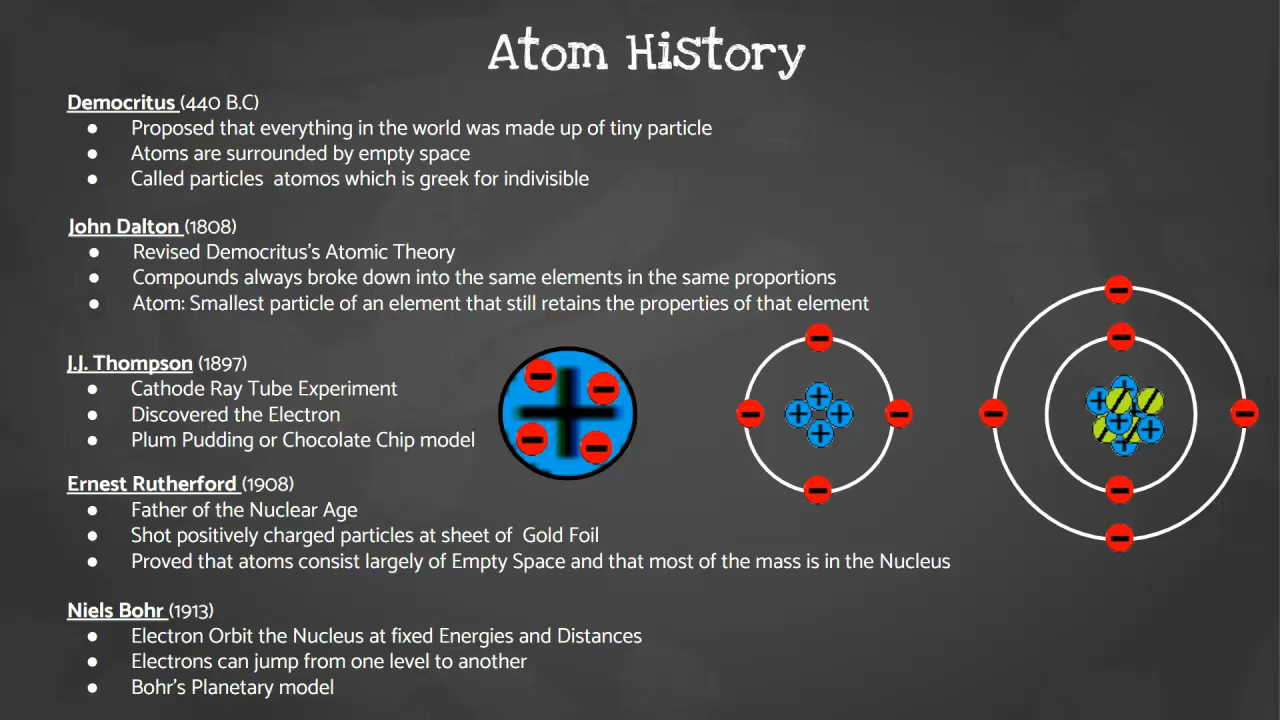 Atom History
Democritus (440 B.C)
● Proposed that everything in the world was made up of tiny particle
● Atoms are surrounded by empty space
● Called particles atomos which is greek for indivisible
John Dalton (1808)
● Revised Democritus's Atomic Theory
● Compounds always broke down into the same elements in the same proportions
● Atom: Smallest particle of an element that still retains the properties of that element
J.J. Thompson (1897)
● Cathode Ray Tube Experiment
● Discovered the Electron
● Plum Pudding or Chocolate Chip model
Ernest Rutherford (1908)
● Father of the Nuclear Age
● Shot positively charged particles at sheet of Gold Foil
● Proved that atoms consist largely of Empty Space and that most of the mass is in the Nucleus
Niels Bohr (1913)
● Electron Orbit the Nucleus at fixed Energies and Distances
● Electrons can jump from one level to another
● Bohr's Planetary model